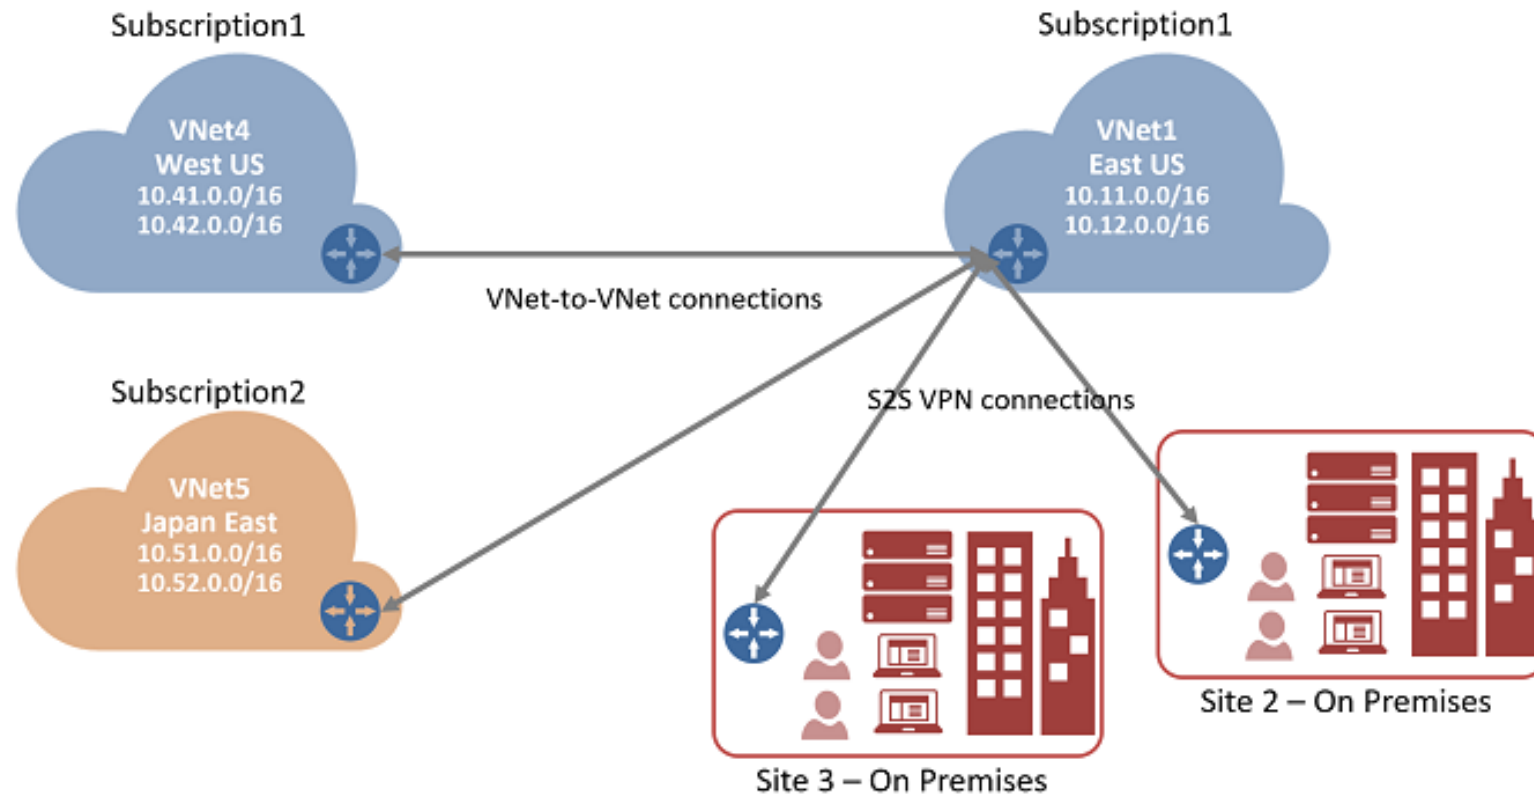 Subscription1
VNet4
West US
10.41.0.0/16
10.42.0.0/16
Subscription1
VNet1
East US
10.11.0.0/16
10.12.0.0/16
VNet-to-VNet connections
Subscription2
VNet5
Japan East
10.51.0.0/16
10.52.0.0/16
S2S VPN connections
Site 3 – On Premises
Site 2 – On Premises